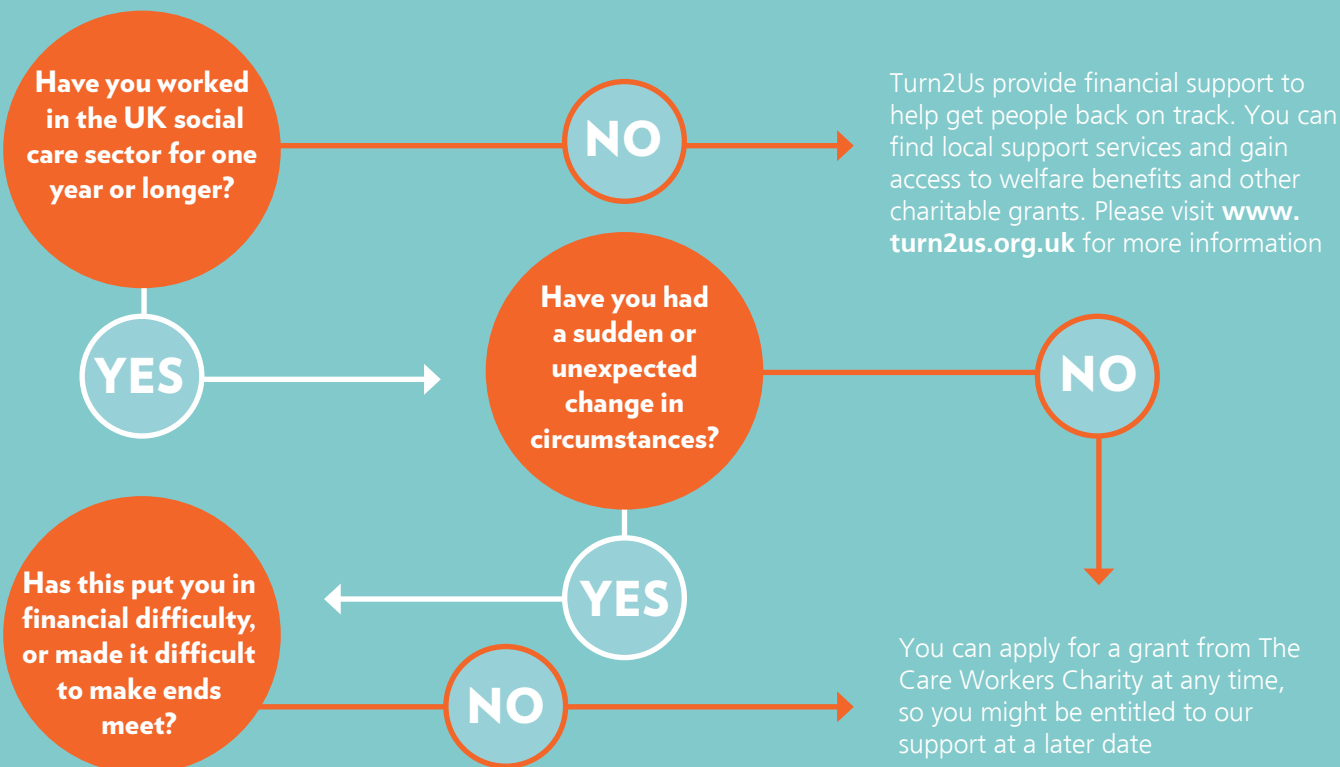 Have you worked
in the UK social
care sector for one
year or longer?
NO
Turn2Us provide financial support to
help get people back on track. You can
find local support services and gain
access to welfare benefits and other
charitable grants. Please visit www.
turn2us.org.uk for more information
YES
Have you had
a sudden or
unexpected
change in
circumstances?
NO
YES
Has this put you in
financial difficulty,
or made it difficult
to make ends
meet?
NO
You can apply for a grant from The
Care Workers Charity at any time,
so you might be entitled to our
support at a later date